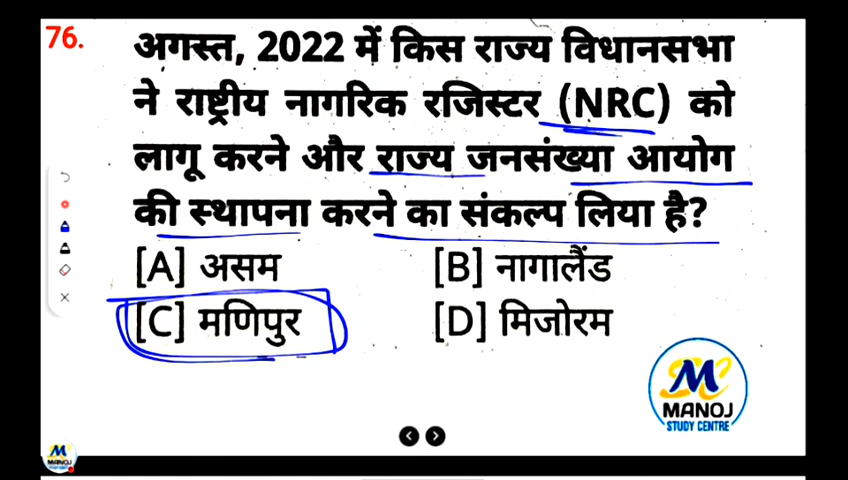 76.
अगस्त, 2022 में किस राज्य विधानसभा
ने राष्ट्रीय नागरिक रजिस्टर (NRC) को
लागू करने और राज्य जनसंख्या आयोग
की स्थापना करने का संकल्प लिया है?
[A] असम [B] नागालैंड
[C] मणिपुर [D] मिजोरम
MANOJ
STUDY CENTRE
MANOJ